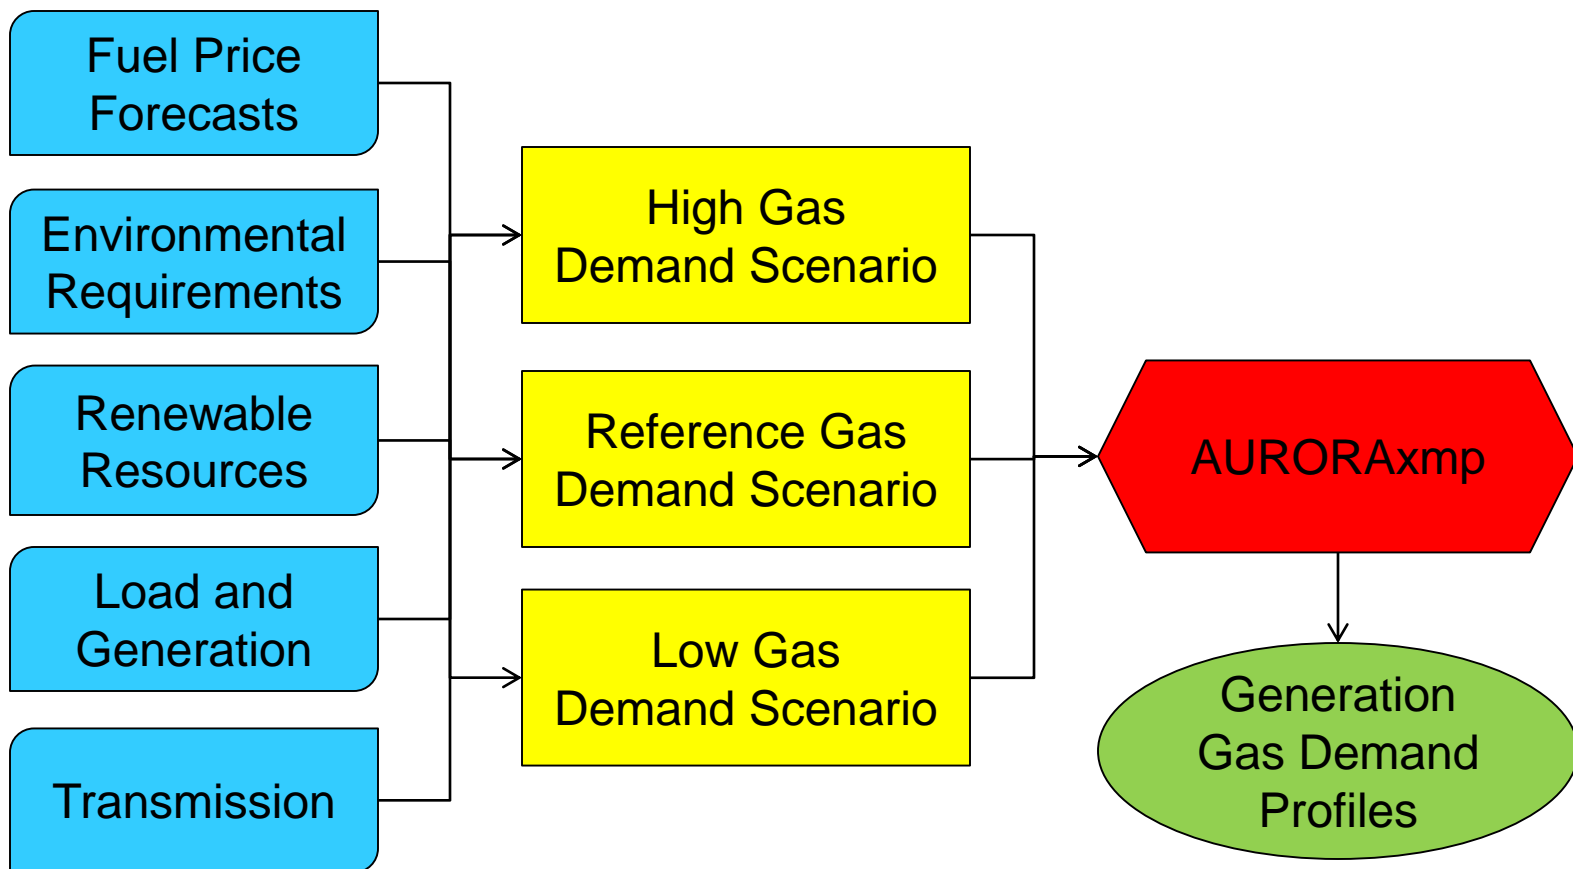 Fuel Price
Forecasts
Environmental
Requirements
Renewable
Resources
Load and
Generation
Transmission
High Gas
Demand Scenario
Reference Gas
Demand Scenario
Low Gas
Demand Scenario
AURORAxmp
Generation
Gas Demand
Profiles